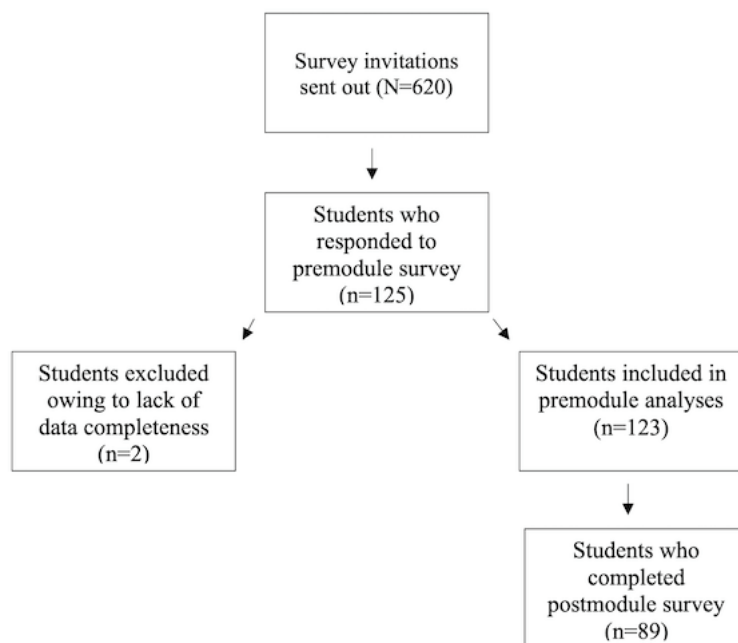 Survey invitations
sent out (N=620)
Students who
responded to
premodule survey
(n=125)
Students excluded
owing to lack of
data completeness
(n=2)
Students included in
premodule analyses
(n=123)
Students who
completed
postmodule survey
(n=89)